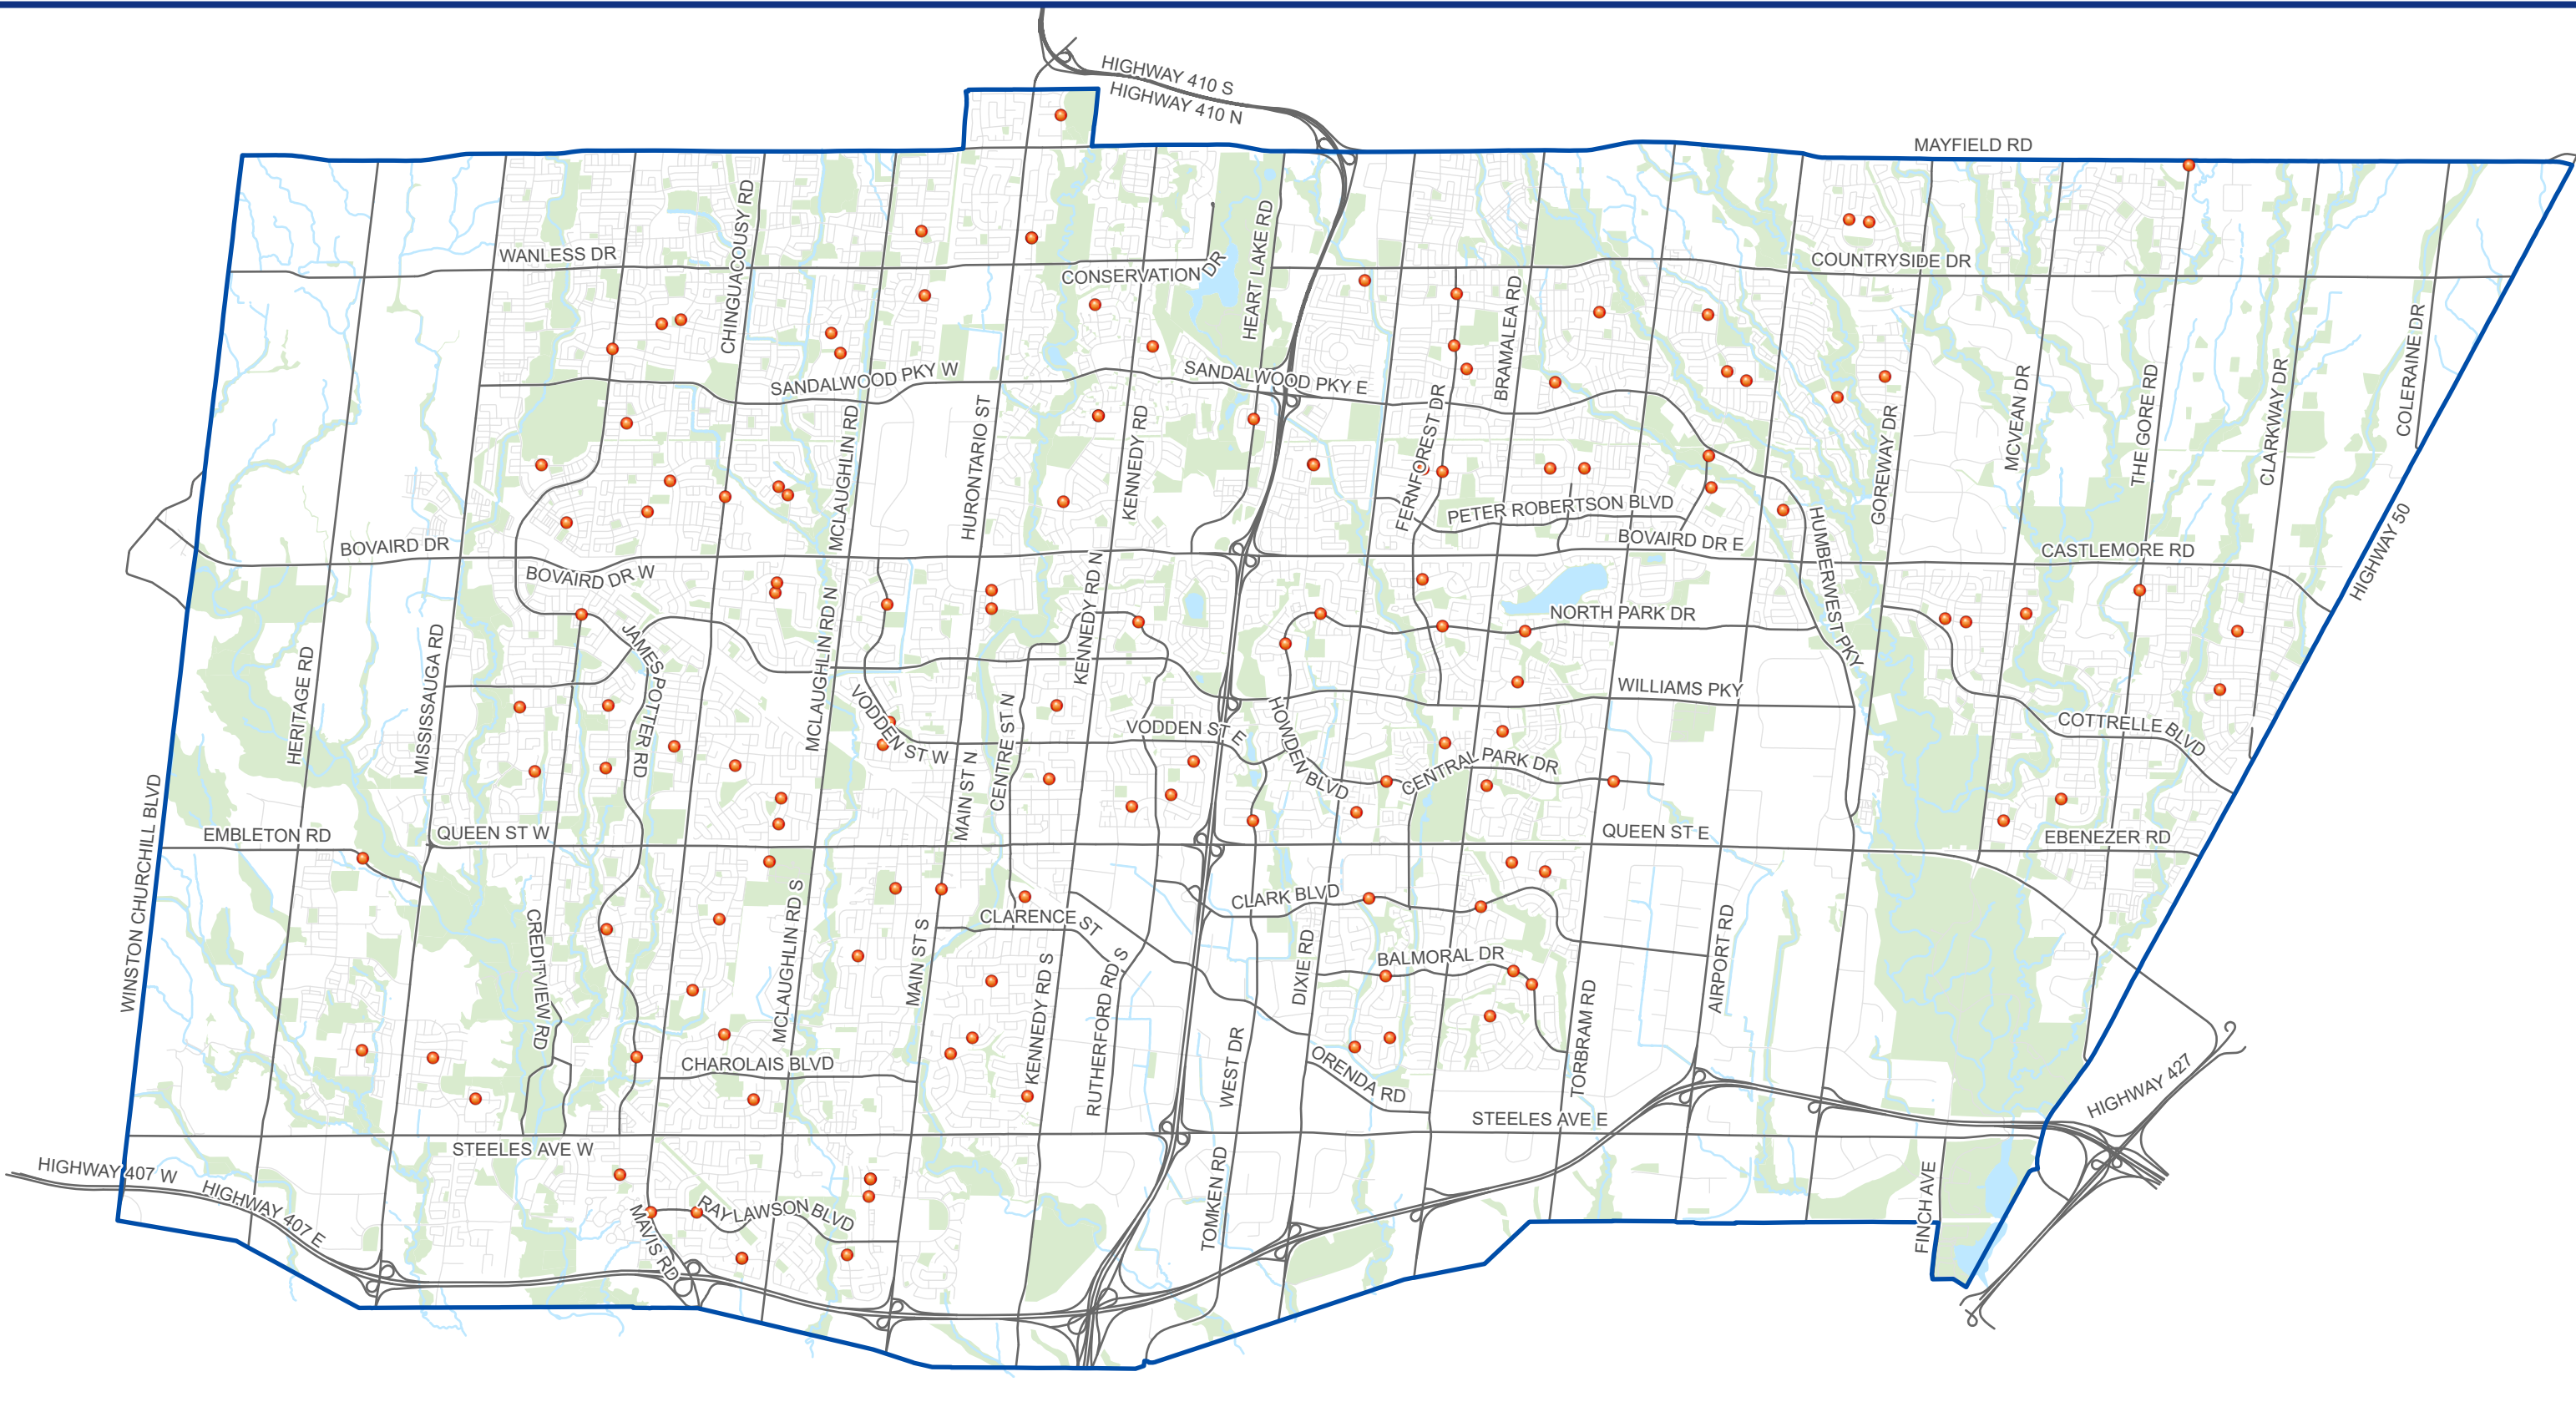 HIGHWAY 410 S
HIGHWAY 410 N
MAYFIELD RD
CHINGUACOUSY RD
HEART LAKE RD
WANLESS DR
CONSERVATION DR
COUNTRYSIDE DR
BRAMALEA RD
COLERAINE DR
SANDALWOOD PKY W
SANDALWOOD PKY E
CLARKWAY DR
MCVEAN DR
THE GORE RD
FERNFOREST DR
HURONTARIO ST
MCLAUGHLIN RD
KENNEDY RD
GOREWAY DR
PETER ROBERTSON BLVD
HIGHWAY 50
BOVAIRD DR
BOVAIRD DR E
CASTLEMORE RD
BOVAIRD DR W
HUMBERWEST PKY
KENNEDY RD N
NORTH PARK DR
MCLAUGHLIN RD N
JAMES POTTER RD
MISSISSAUGA RD
HERITAGE RD
WILLIAMS PKY
VODDEN ST W
CENTRE ST N
VODDEN ST E
HOWDEN BLVD
COTTRELLE BLVD
MAIN ST N
CENTRAL PARK DR
WINSTON CHURCHILL BLVD
EMBLETON RD
QUEEN ST W
QUEEN ST E
EBENEZER RD
MCLAUGHLIN RD S
CLARK BLVD
CLARENCE ST
CREDITVIEW RD
MAIN ST S
AIRPORT RD
DIXIE RD
BALMORAL DR
KENNEDY RD S
RUTHERFORD RD S
TORBRAM RD
WEST DR
CHAROLAIS BLVD
ORENDA RD
HIGHWAY 427
STEELES AVE E
STEELES AVE W
HIGHWAY 407 W
HIGHWAY 407 E
TOMKEN RD
FINCH AVE
RAY LAWSON BLVD
MAVIS RD